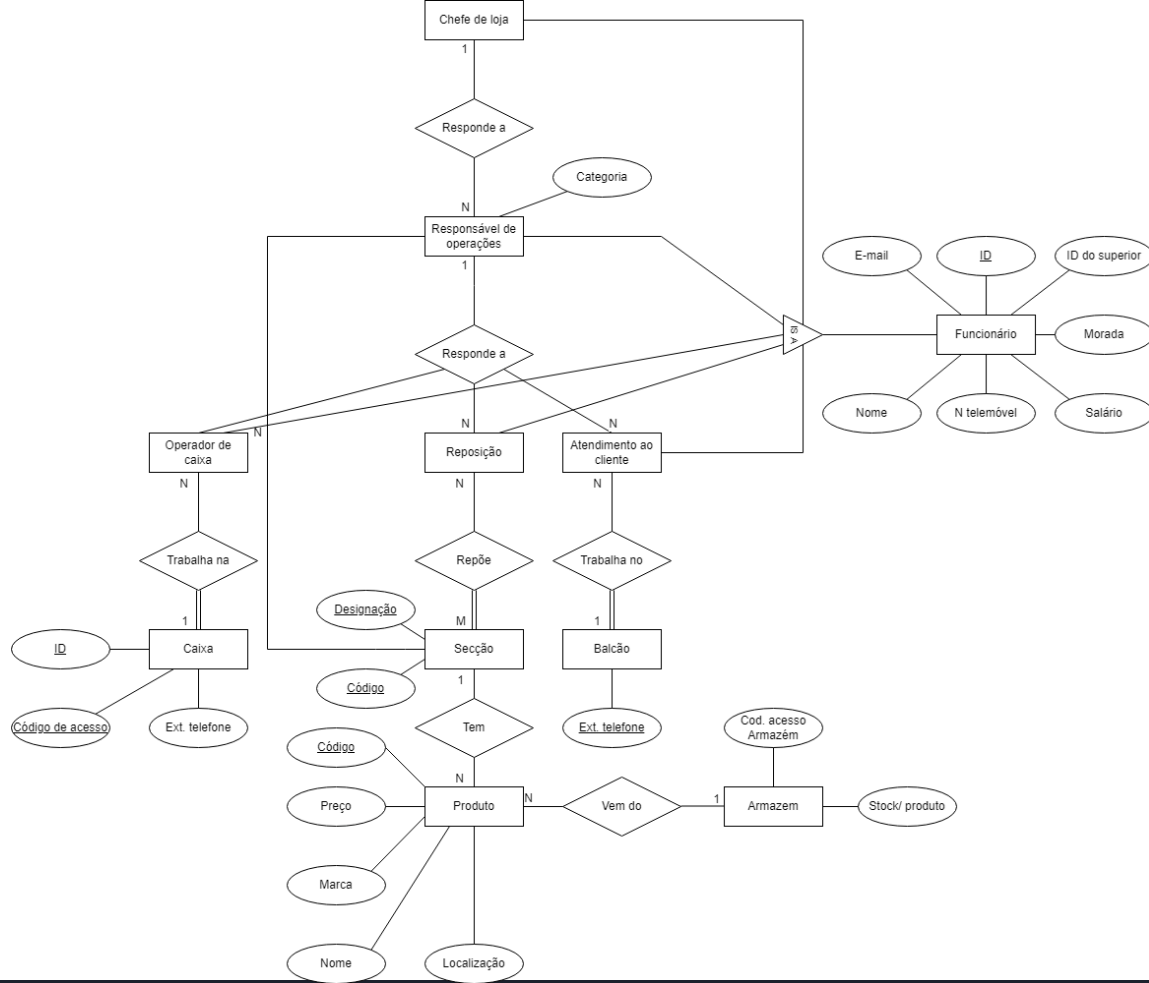 Chefe de loja
1
Responde a
Categoria
N
Responsável de
operações
1
E-mail
ID
ID do superior
IS A
Funcionário
Morada
Responde a
Nome
N telemóvel
Salário
N
N
N
Operador de
caixa
Reposição
Atendimento ao
cliente
N
N
N
Trabalha na
Repõe
Trabalha no
Designação
1
M
1
ID
Caixa
Secção
Balcão
1
Código
Código de acesso
Ext. telefone
Tem
Ext. telefone
Cod. acesso
Armazém
Código
N
N
1
Preço
Produto
Vem do
Armazem
Stock/ produto
Marca
Nome
Localização